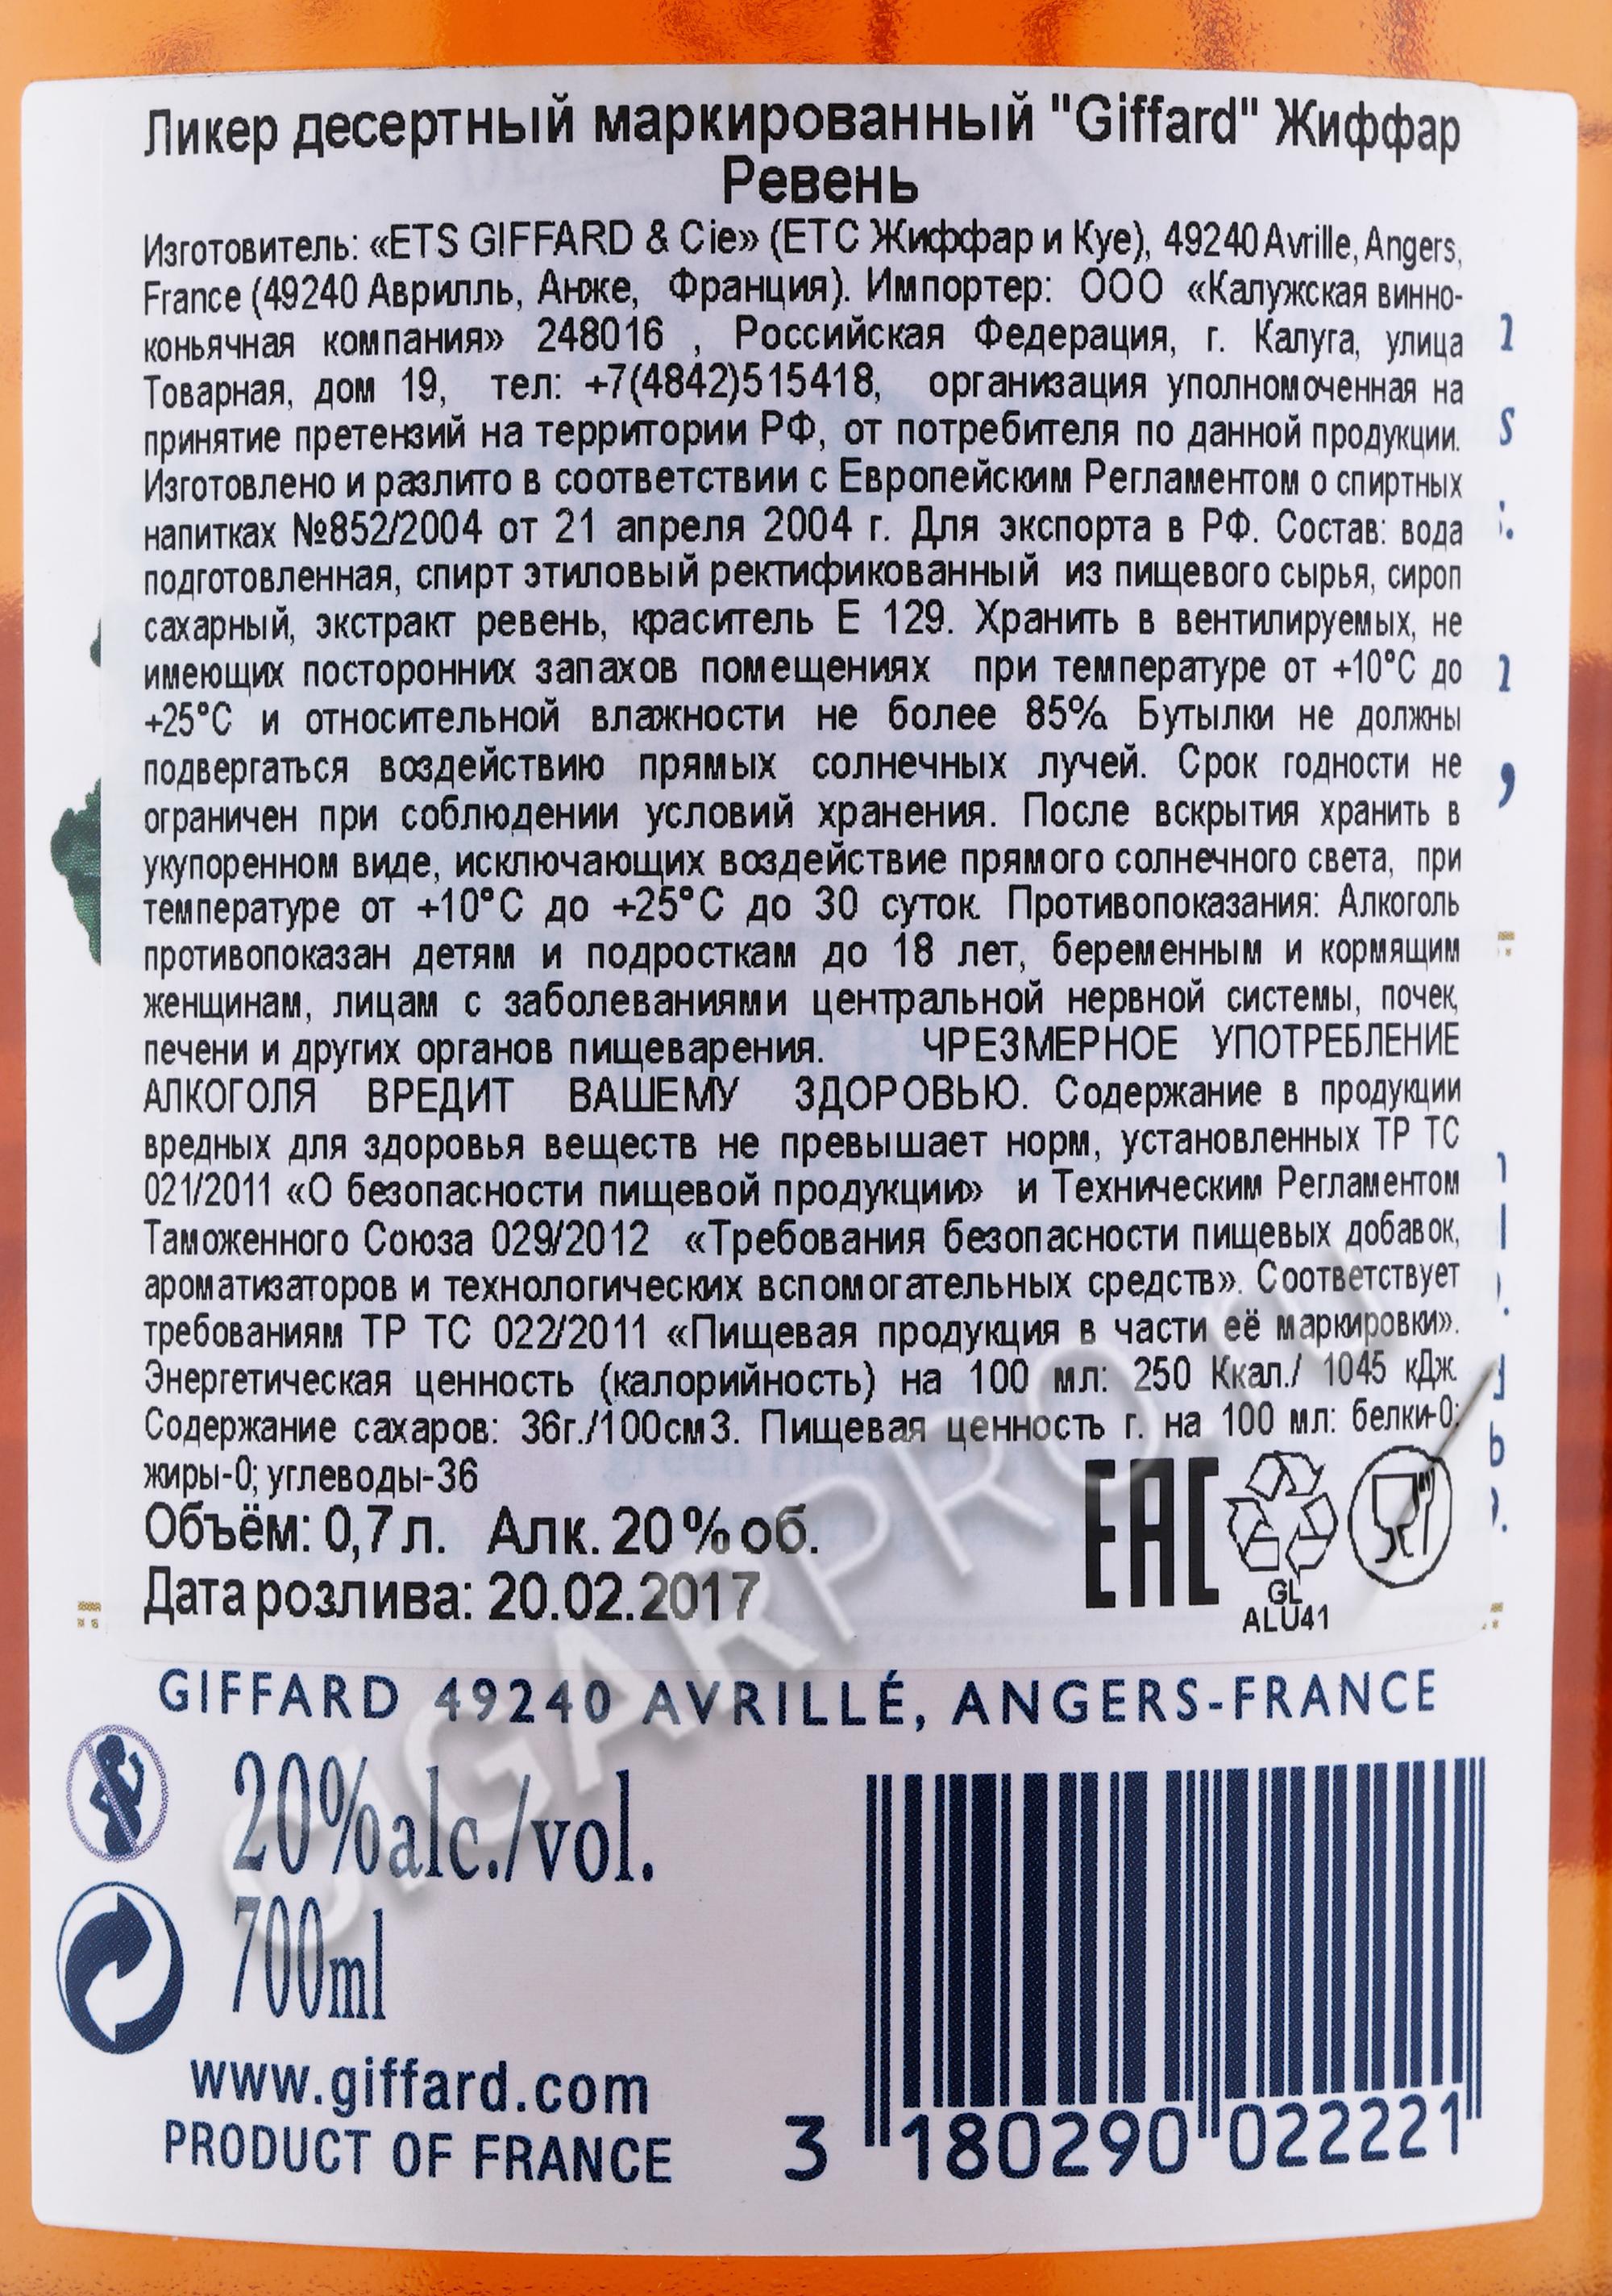 Ликер десертный маркированный "Giffard" Жиффар
Ревень
Изготовитель: «ETS GIFFARD & Cie» (ЕТС Жиффар и Куе), 49240 Avrille, Angers,
France (49240 Аврилль, Анже, Франция). Импортер: ООО «Калужская винно-
коньячная компания» 248016 , Российская Федерация, г. Калуга, улица
Товарная, дом 19, тел: +7(4842)515418, организация уполномоченная на
принятие претензий на территории РФ, от потребителя по данной продукции.
Изготовлено и разлито в соответствии с Европейским Регламентом о спиртных
напитках №852/2004 от 21 апреля 2004 г. Для экспорта в РФ. Состав: вода
подготовленная, спирт этиловый ректификованный из пищевого сырья, сироп
сахарный, экстракт ревень, краситель Е 129. Хранить в вентилируемых, не
имеющих посторонних запахов помещениях при температуре от +10°С до
+25°С и относительной влажности не более 85%. Бутылки не должны
подвергаться воздействию прямых солнечных лучей. Срок годности не
ограничен при соблюдении условий хранения. После вскрытия хранить в
укупоренном виде, исключающих воздействие прямого солнечного света, при
температуре от +10°С до +25°С до 30 суток. Противопоказания: Алкоголь
противопоказан детям и подросткам до 18 лет, беременным и кормящим
женщинам, лицам с заболеваниями центральной нервной системы, почек,
печени и других органов пищеварения. ЧРЕЗМЕРНОЕ УПОТРЕБЛЕНИЕ
АЛКОГОЛЯ ВРЕДИТ ВАШЕМУ ЗДОРОВЬЮ. Содержание в продукции
вредных для здоровья веществ не превышает норм, установленных ТР ТС
021/2011 «О безопасности пищевой продукции» и Техническим Регламентом
Таможенного Союза 029/2012 «Требования безопасности пищевых добавок,
ароматизаторов и технологических вспомогательных средств». Соответствует
требованиям ТР ТС 022/2011 «Пищевая продукция в части её маркировки».
Энергетическая ценность (калорийность) на 100 мл: 250 Ккал./ 1045 кДж.
Содержание сахаров: 36г./100см3. Пищевая ценность г. на 100 мл: белки-0;
жиры-0; углеводы-36
Объём: 0,7 л. Алк. 20 % об.
Дата розлива: 20.02.2017
EAC
GL
ALU41
CIGARPRO.ru
GIFFARD 49240 AVRILLÉ, ANGERS-FRANCE
20%alc./vol.
700ml
www.giffard.com
PRODUCT OF FRANCE
3 180290 022221